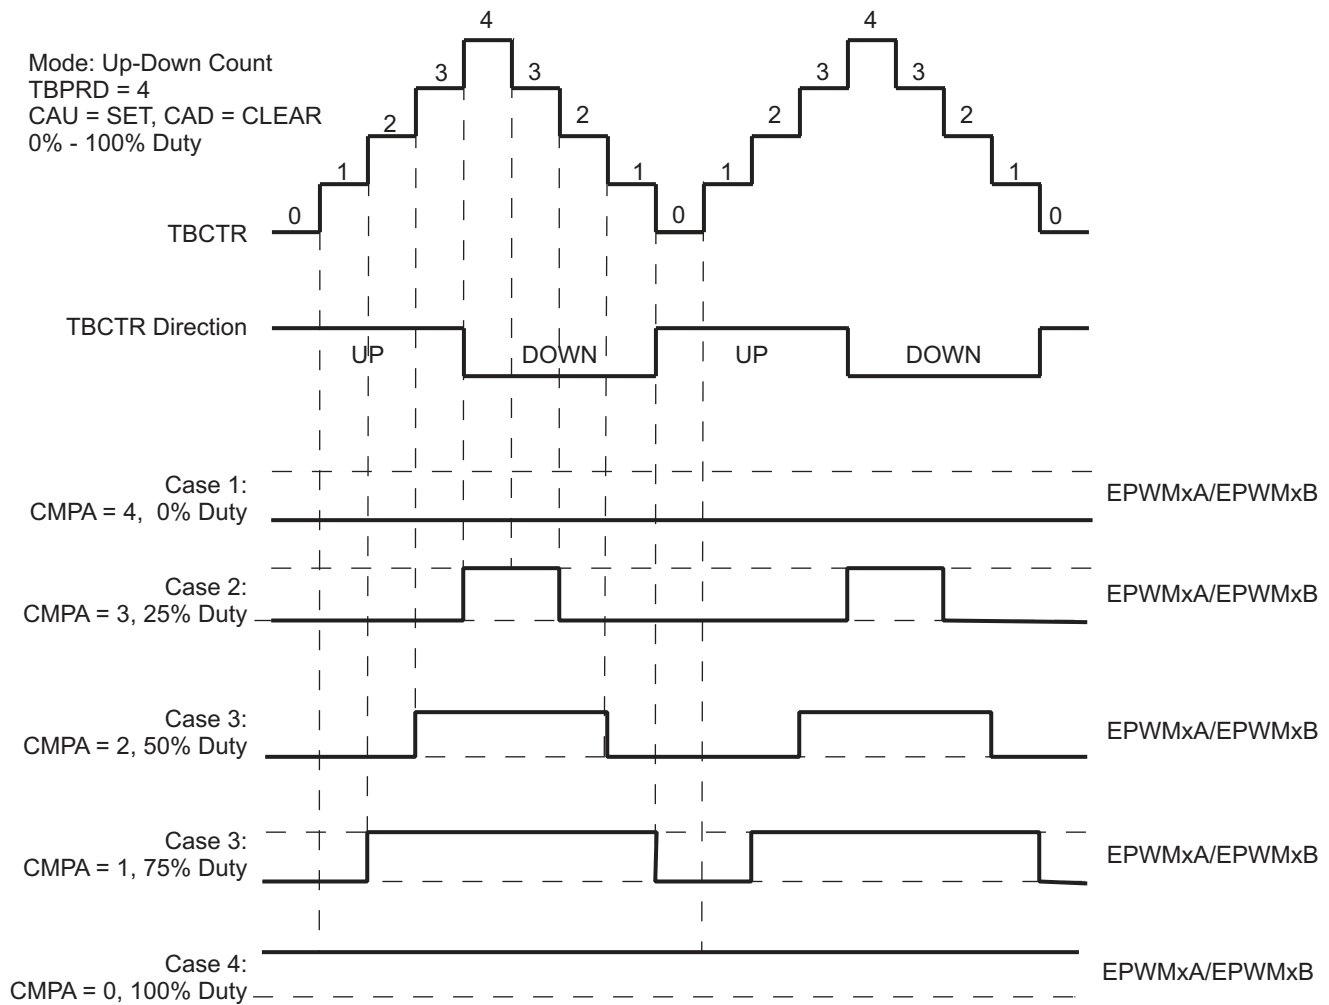 4
4
Mode: Up-Down Count
TBPRD = 4
CAU = SET, CAD = CLEAR
0% - 100% Duty
3
3
3
3
2
2
2
2
1
1
1
1
0
0
0
TBCTR
TBCTR Direction
UP
DOWN
UP
DOWN
Case 1:
CMPA = 4, 0% Duty
EPWMxA/EPWMxB
Case 2:
CMPA = 3, 25% Duty
EPWMxA/EPWMxB
Case 3:
CMPA = 2, 50% Duty
EPWMxA/EPWMxB
Case 3:
CMPA = 1, 75% Duty
EPWMxA/EPWMxB
Case 4:
CMPA = 0, 100% Duty
EPWMxA/EPWMxB